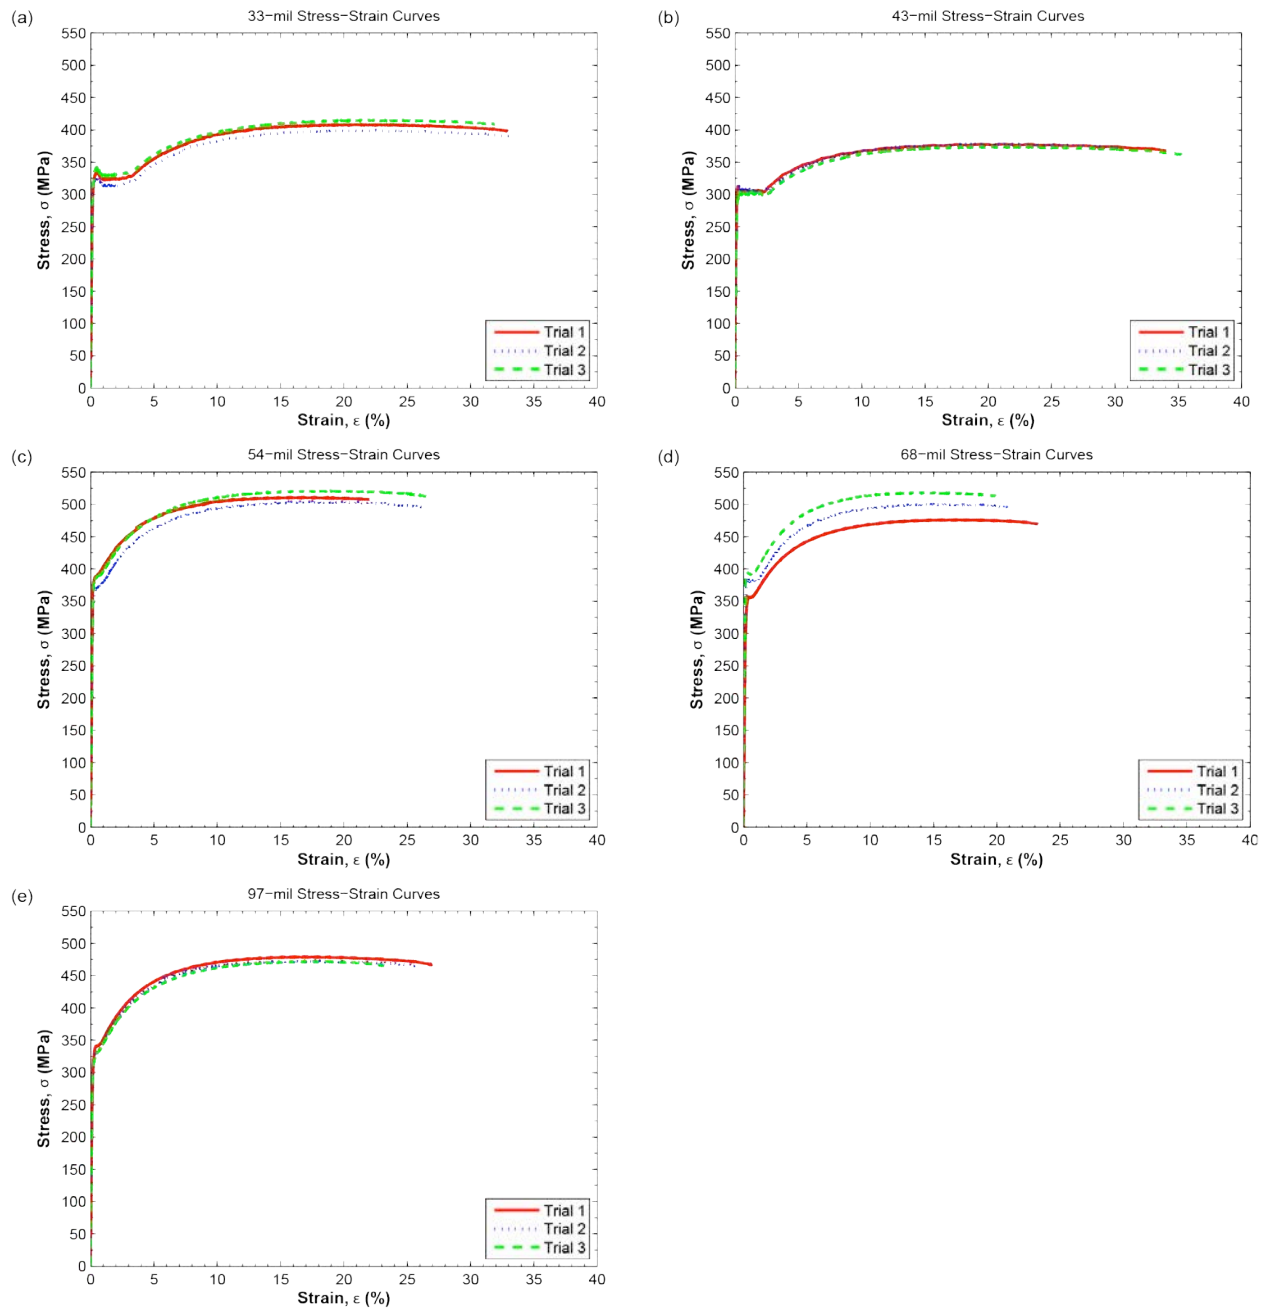 (a)
33-mil Stress-Strain Curves
550
500
450
400
350
300
250
200
150
100
50
0
Stress, σ (MPa)
0 5 10 15 20 25 30 35 40
Strain, ε (%)
Trial 1
Trial 2
Trial 3
(b)
43-mil Stress-Strain Curves
550
500
450
400
350
300
250
200
150
100
50
0
Stress, σ (MPa)
0 5 10 15 20 25 30 35 40
Strain, ε (%)
Trial 1
Trial 2
Trial 3
(c)
54-mil Stress-Strain Curves
550
500
450
400
350
300
250
200
150
100
50
0
Stress, σ (MPa)
0 5 10 15 20 25 30 35 40
Strain, ε (%)
Trial 1
Trial 2
Trial 3
(d)
68-mil Stress-Strain Curves
550
500
450
400
350
300
250
200
150
100
50
0
Stress, σ (MPa)
0 5 10 15 20 25 30 35 40
Strain, ε (%)
Trial 1
Trial 2
Trial 3
(e)
97-mil Stress-Strain Curves
550
500
450
400
350
300
250
200
150
100
50
0
Stress, σ (MPa)
0 5 10 15 20 25 30 35 40
Strain, ε (%)
Trial 1
Trial 2
Trial 3